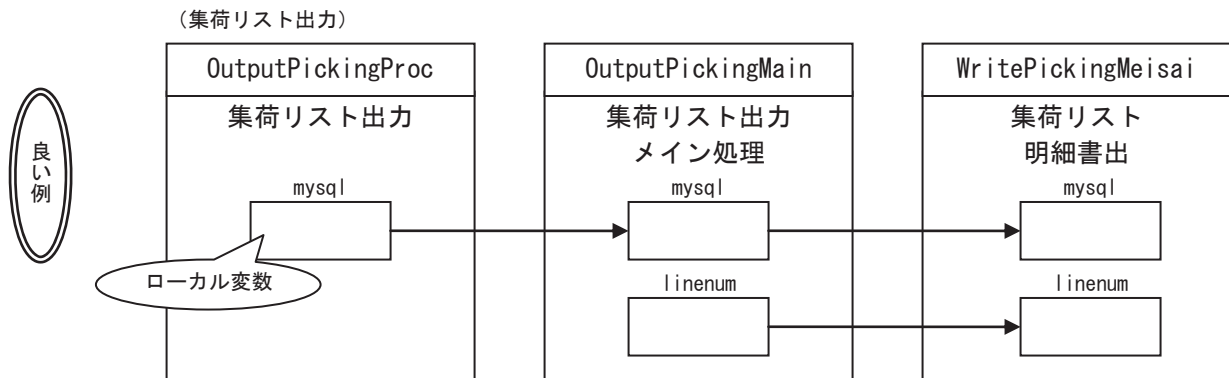 （集荷リスト出力）
OutputPickingProc
集荷リスト出力
mysql
ローカル変数
OutputPickingMain
集荷リスト出力
メイン処理
mysql
linenum
WritePickingMeisai
集荷リスト
明細書出
mysql
linenum
良い例